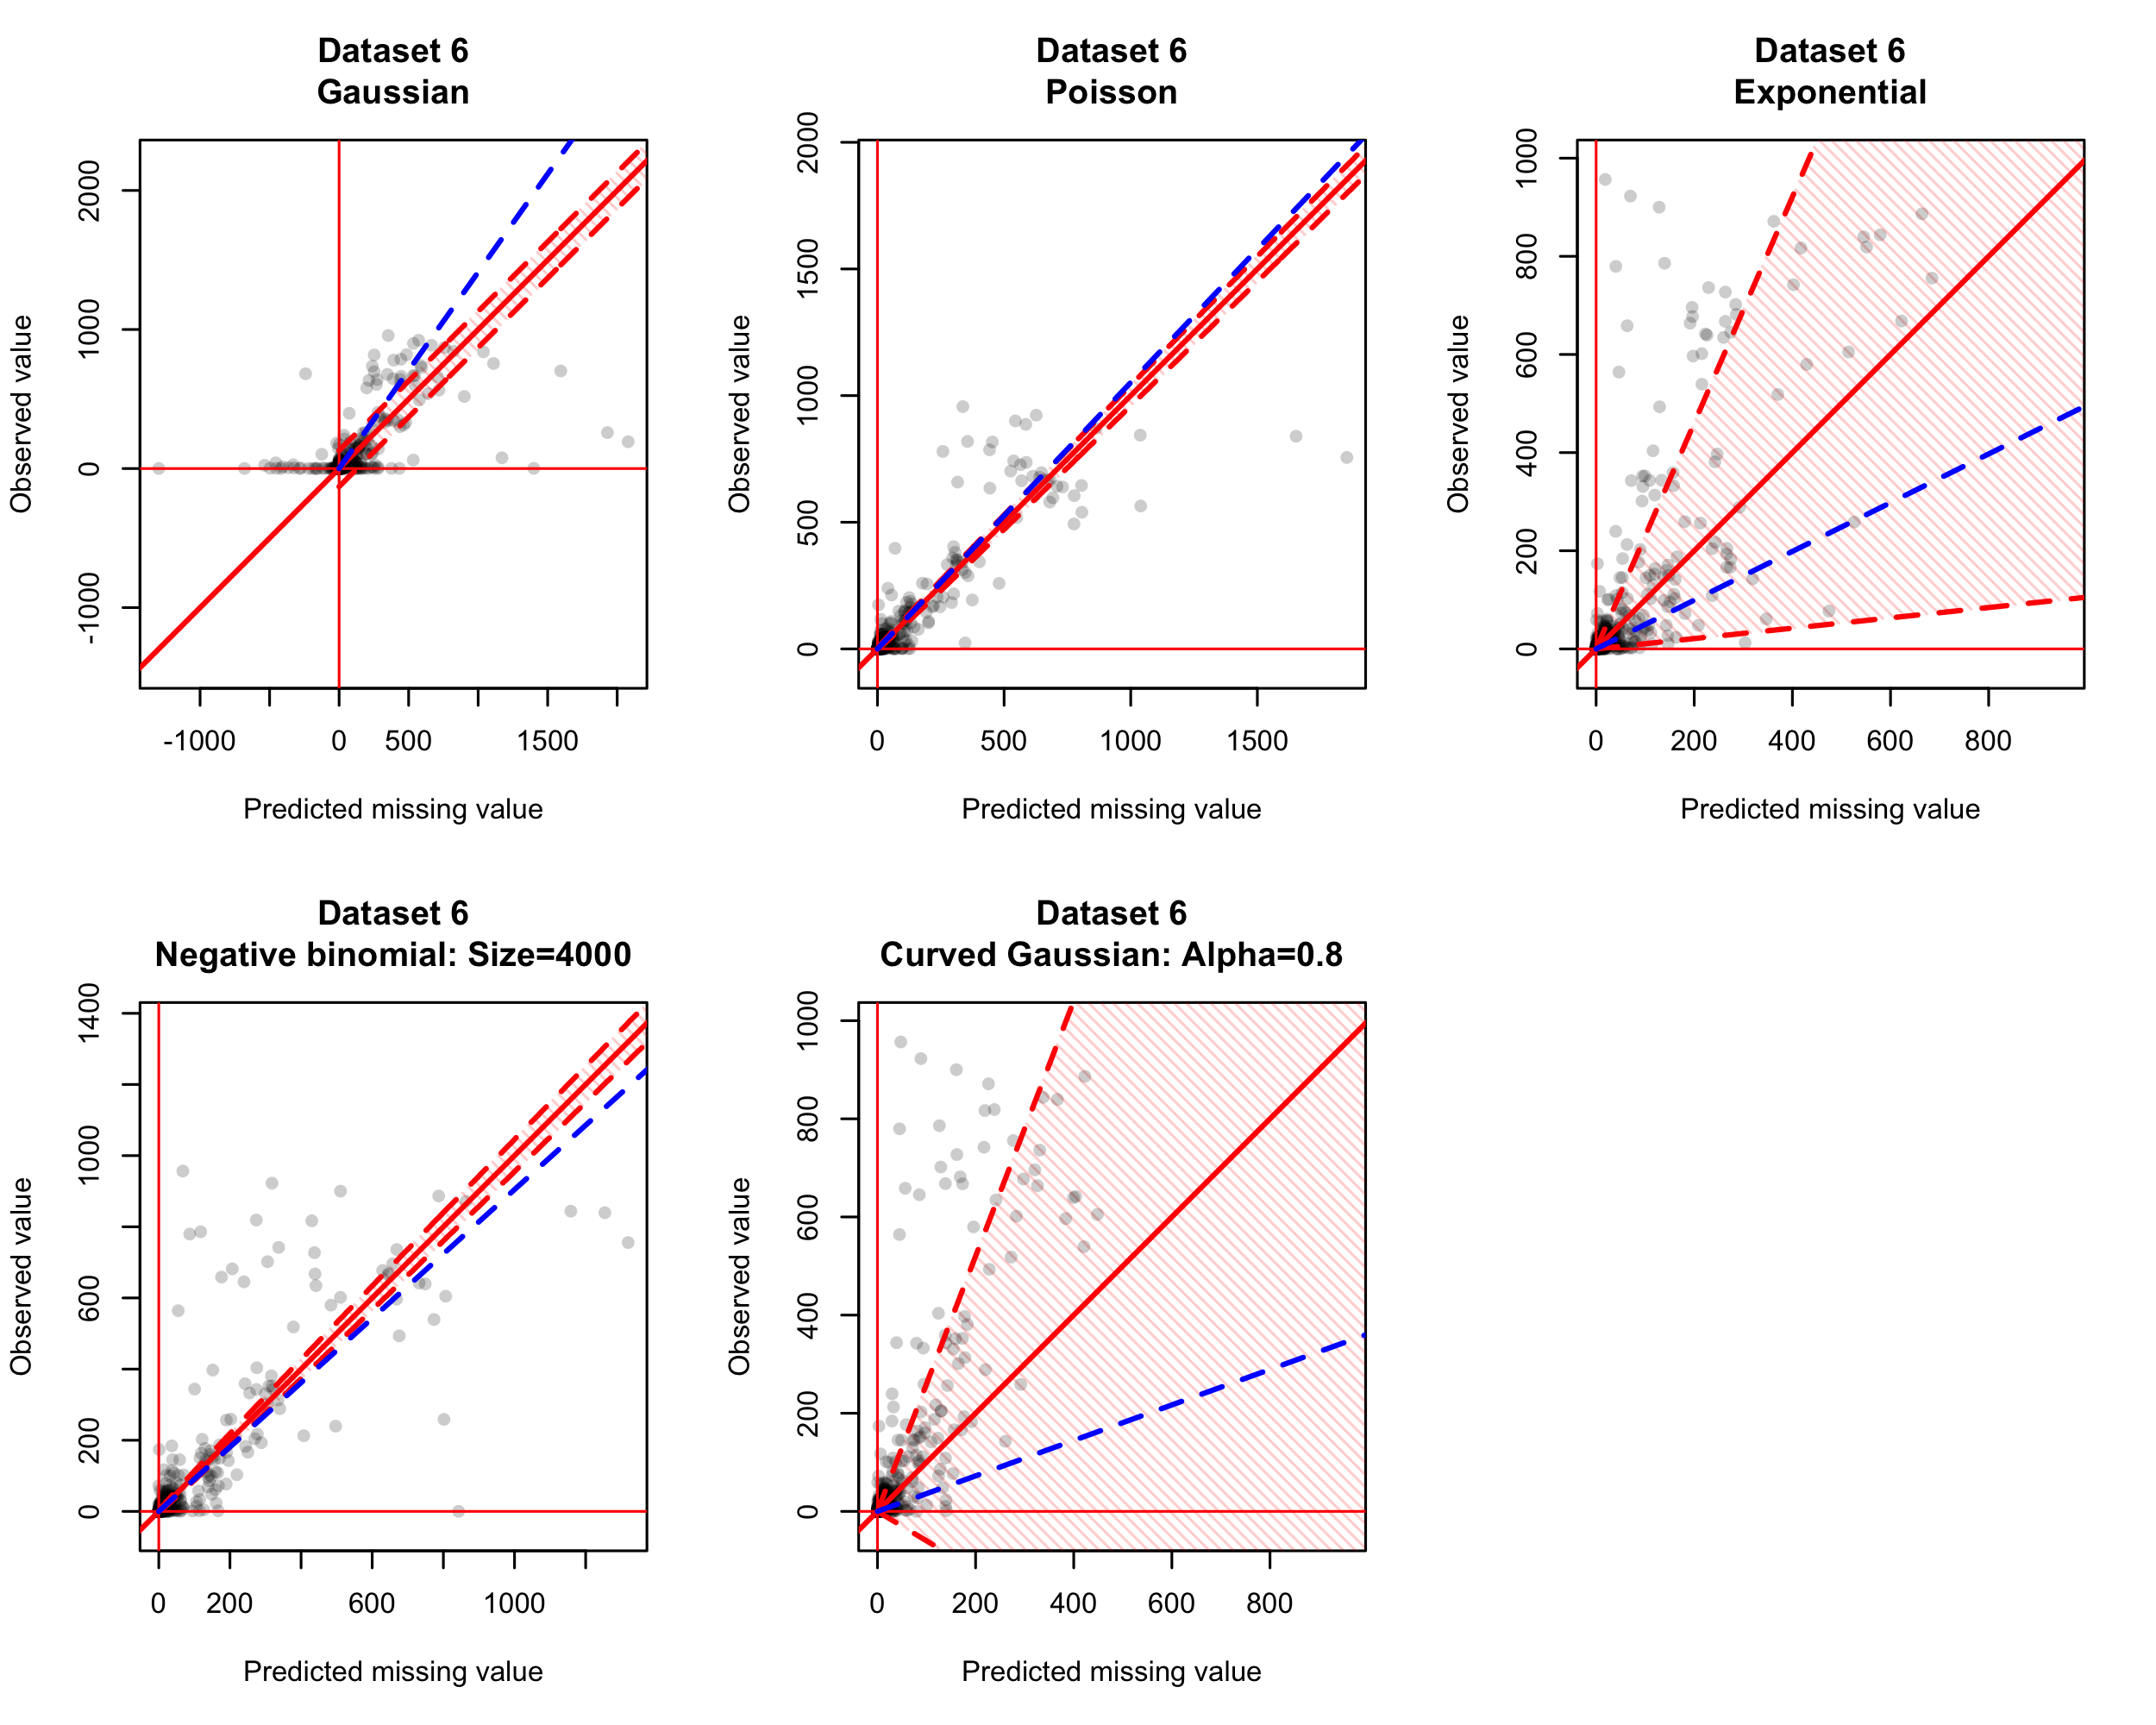 Dataset 6
Gaussian
Observed value
-1000 0 1000 2000
-1000 0 500 1500
Predicted missing value
Dataset 6
Poisson
Observed value
0 500 1000 1500 2000
0 500 1000 1500
Predicted missing value
Dataset 6
Exponential
Observed value
0 200 400 600 800 1000
0 200 400 600 800
Predicted missing value
Dataset 6
Negative binomial: Size=4000
Observed value
0 200 600 1000 1400
0 200 600 1000
Predicted missing value
Dataset 6
Curved Gaussian: Alpha=0.8
Observed value
0 200 400 600 800 1000
0 200 400 600 800
Predicted missing value